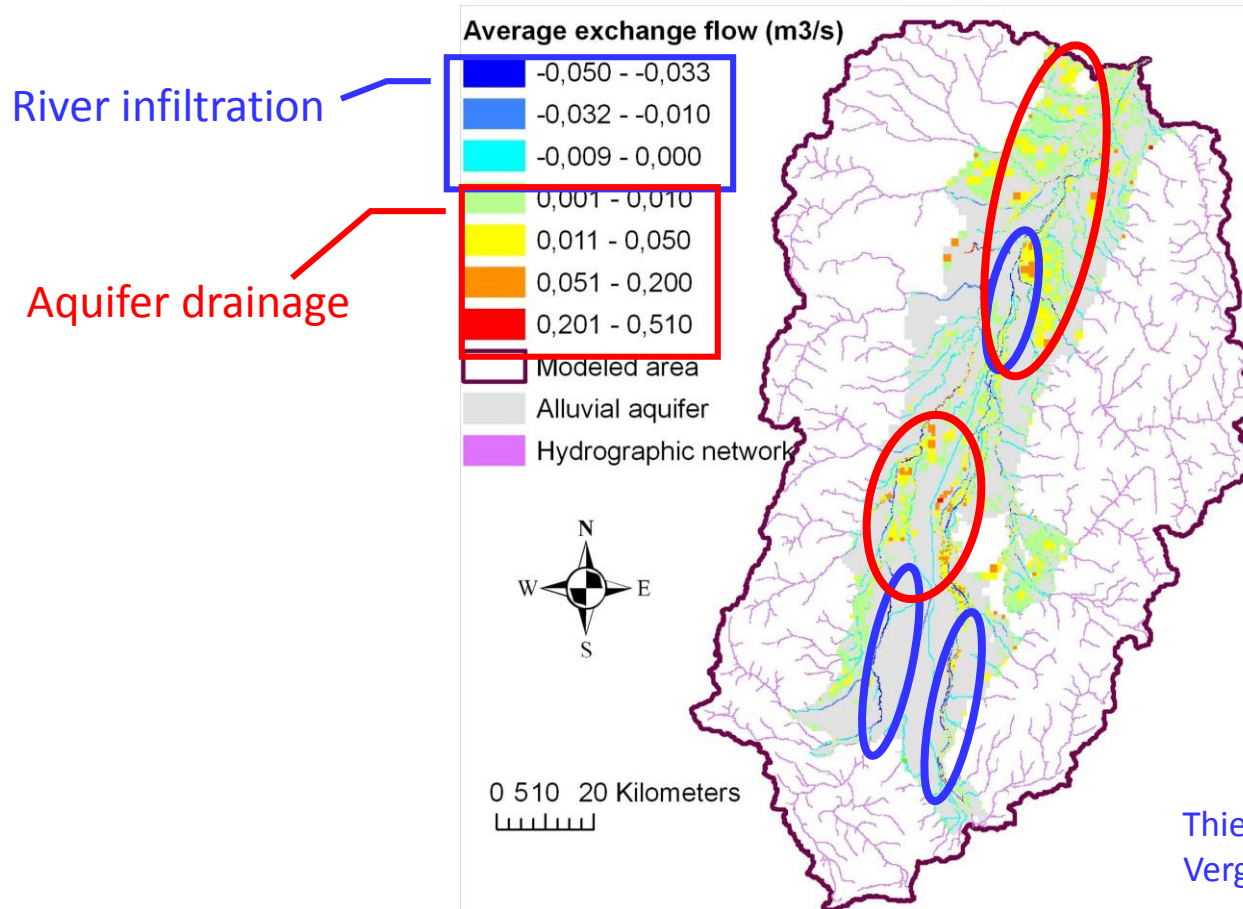 Average exchange flow (m3/s)
River infiltration
-0,050 - -0,033
-0,032 - -0,010
-0,009 - 0,000
Aquifer drainage
0,001 - 0,010
0,011 - 0,050
0,051 - 0,200
0,201 - 0,510
Modeled area
Alluvial aquifer
Hydrographic network
N
W E
S
0 510 20 Kilometers
Thie
Verg